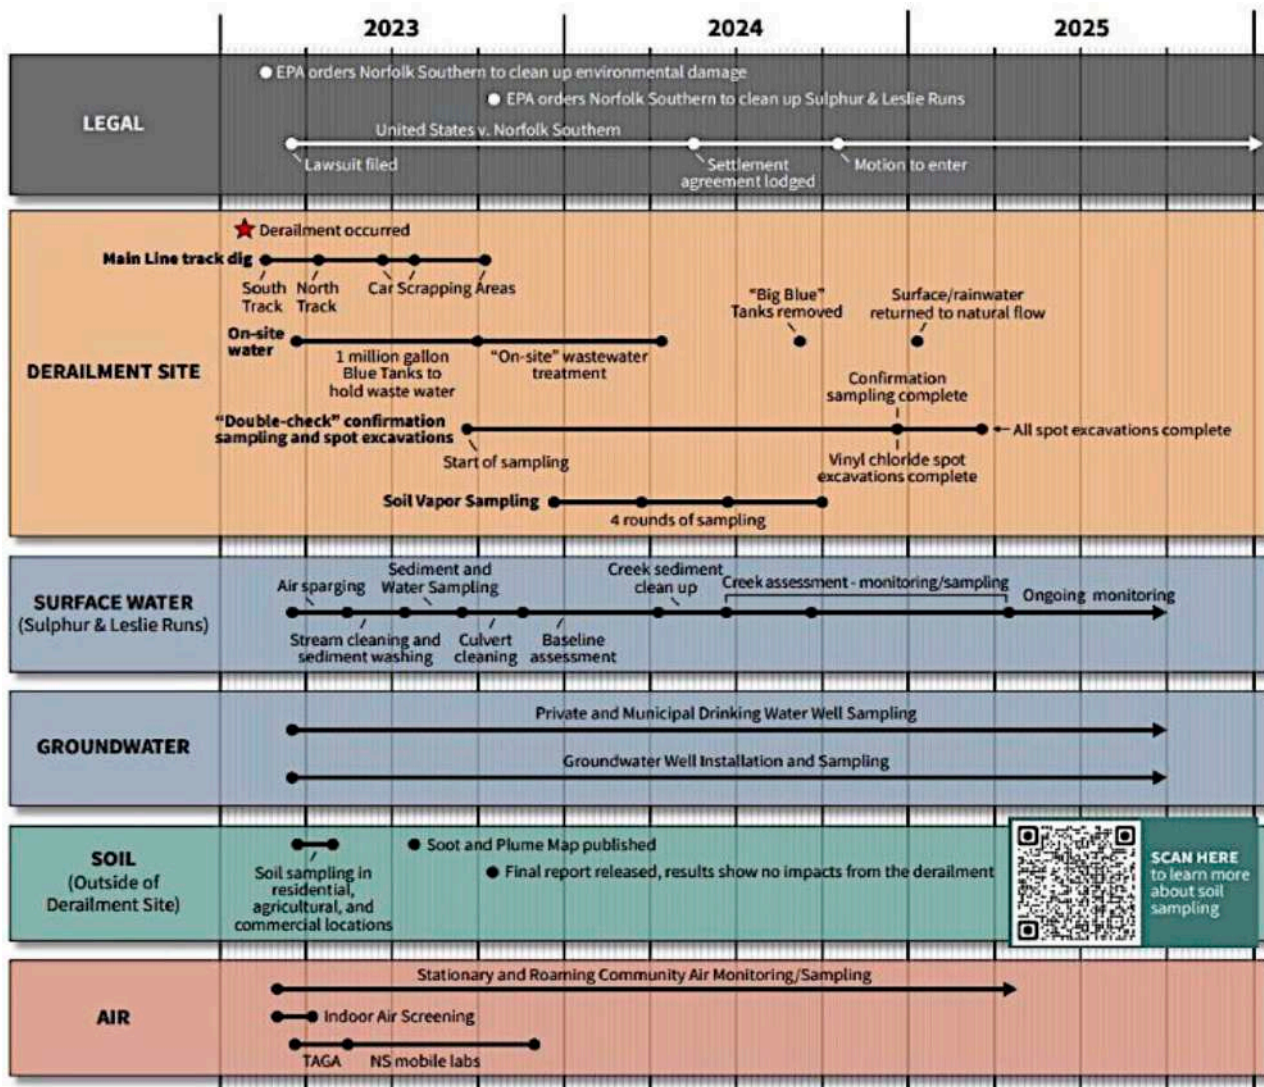 2023
2024
2025
LEGAL
EPA orders Norfolk Southern to clean up environmental damage
EPA orders Norfolk Southern to clean up Sulphur & Leslie Runs
United States v. Norfolk Southern
Lawsuit filed
Settlement
agreement lodged
Motion to enter
DERAILMENT SITE
Derailment occurred
Main Line track dig
South
Track
North
Track
Car Scrapping Areas
"Big Blue"
Tanks removed
Surface/rainwater
returned to natural flow
On-site
water
1 million gallon
Blue Tanks to
hold waste water
"On-site" wastewater
treatment
Confirmation
sampling complete
"Double-check" confirmation
sampling and spot excavations
Start of sampling
All spot excavations complete
Vinyl chloride spot
excavations complete
Soil Vapor Sampling
4 rounds of sampling
SURFACE WATER
(Sulphur & Leslie Runs)
Air sparging
Sediment and
Water Sampling
Creek sediment
clean up
Creek assessment - monitoring/sampling
Ongoing monitoring
Stream cleaning and
sediment washing
Culvert
cleaning
Baseline
assessment
GROUNDWATER
Private and Municipal Drinking Water Well Sampling
Groundwater Well Installation and Sampling
SOIL
(Outside of
Derailment Site)
Soil sampling in
residential,
agricultural, and
commercial locations
Soot and Plume Map published
Final report released, results show no impacts from the derailment
SCAN HERE
to learn more
about soil
sampling
AIR
Stationary and Roaming Community Air Monitoring/Sampling
Indoor Air Screening
TAGA
NS mobile labs